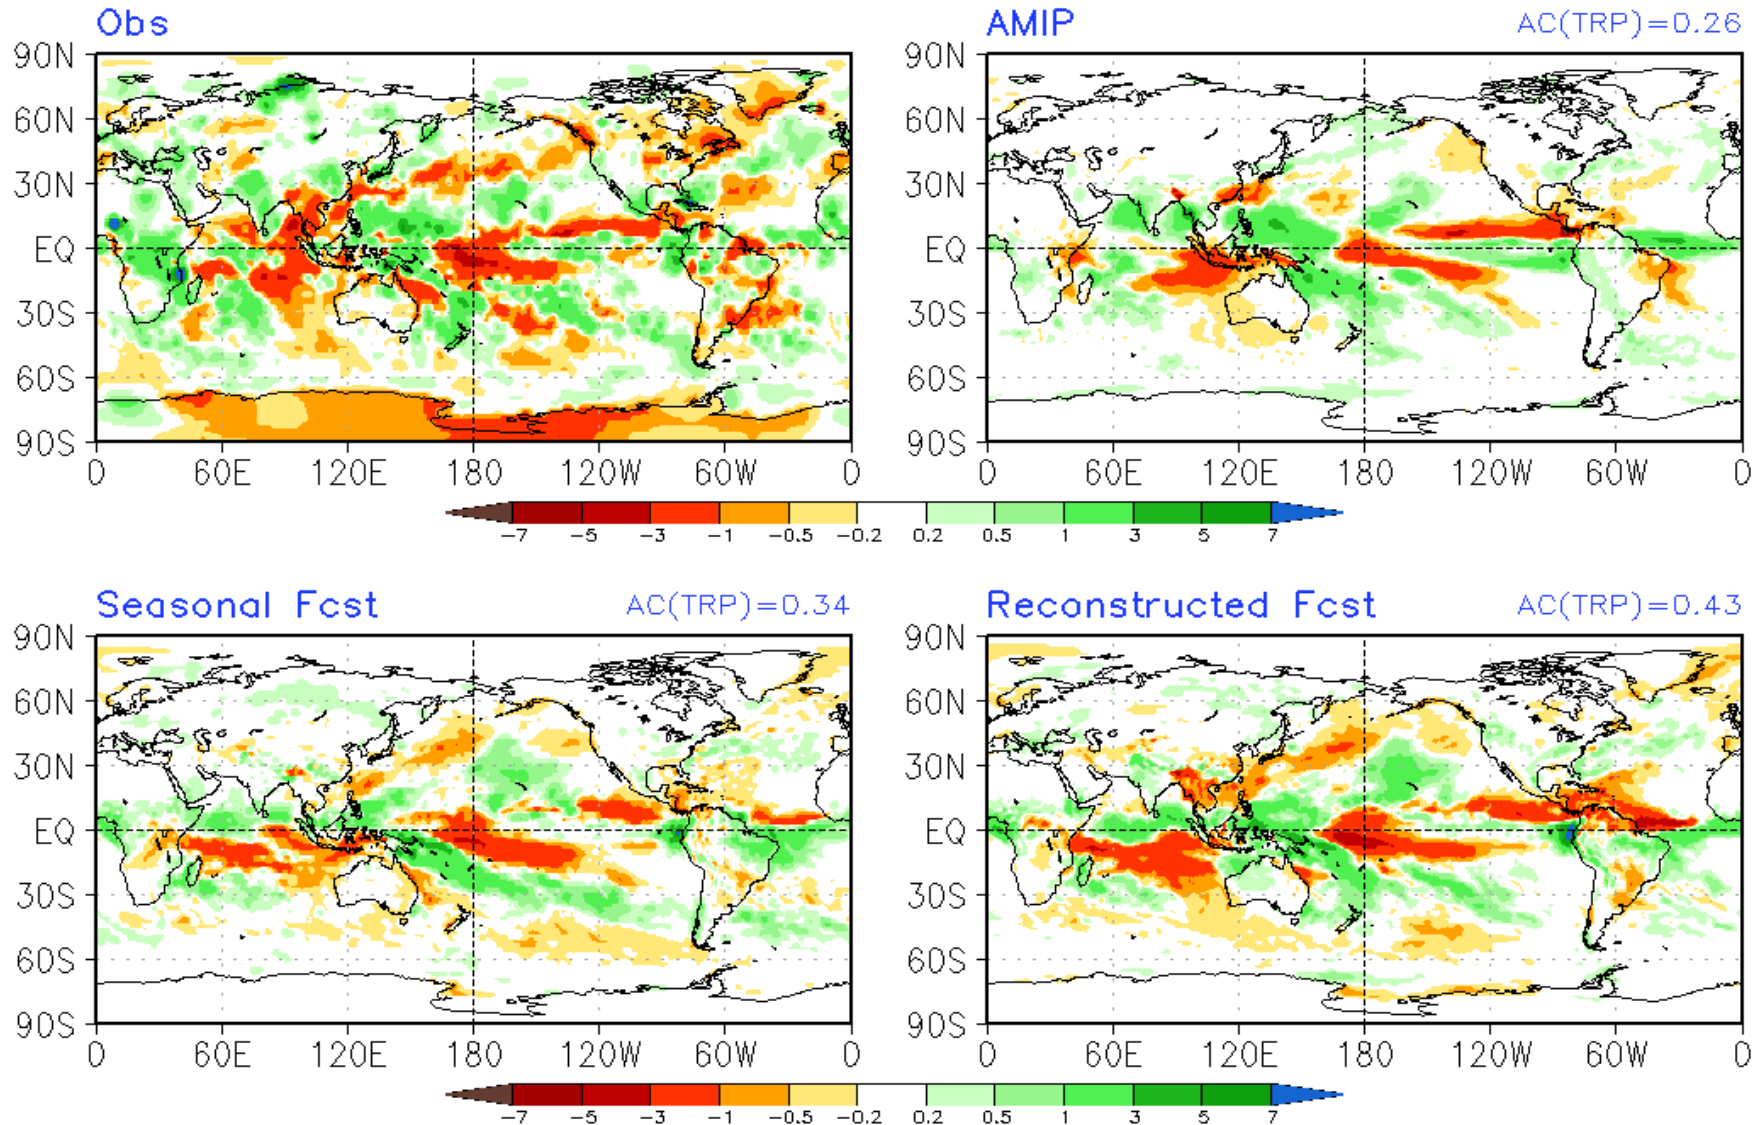 Obs
AMIP AC(TRP)=0.26
90N 90N
60N 60N
30N 30N
EQ EQ
30S 30S
60S 60S
90S 90S
0 60E 120E 180 120W 60W 0 0 60E 120E 180 120W 60W 0
-7 -5 -3 -1 -0.5 -0.2 0.2 0.5 1 3 5 7
Seasonal Fcst AC(TRP)=0.34
Reconstructed Fcst AC(TRP)=0.43
90N 90N
60N 60N
30N 30N
EQ EQ
30S 30S
60S 60S
90S 90S
0 60E 120E 180 120W 60W 0 0 60E 120E 180 120W 60W 0
-7 -5 -3 -1 -0.5 -0.2 0.2 0.5 1 3 5 7